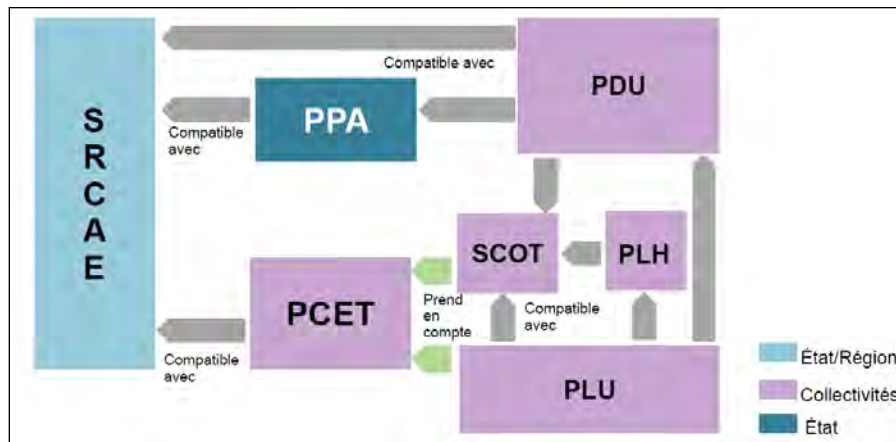 S
R
C
A
E
Compatible avec
PDU
PPA
Compatible
avec
SCOT
PLH
Prend
en
compte
Compatible
avec
PCET
Compatible
avec
PLU
État/Région
Collectivités
État